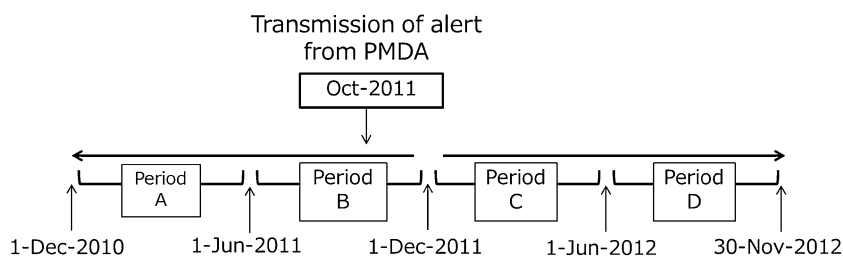 Transmission of alert
from PMDA
Oct-2011
Period
A
Period
B
Period
C
Period
D
1-Dec-2010
1-Jun-2011
1-Dec-2011
1-Jun-2012
30-Nov-2012